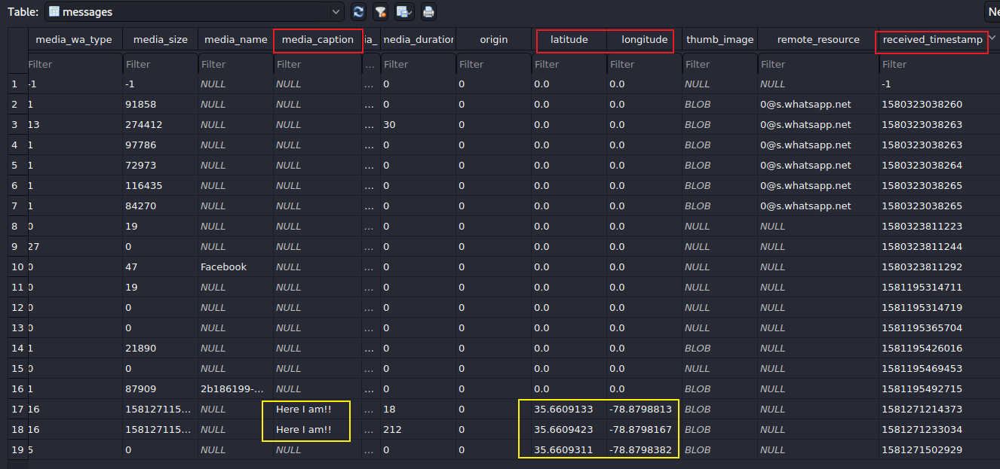 Table: messages Ne
media_wa_type media_size media_name media_caption ia_ media_duration origin latitude longitude thumb_image remote_resource received_timestamp
Filter Filter Filter Filter ... Filter Filter Filter Filter Filter Filter Filter
1 -1 -1 NULL NULL ... 0 0 0.0 0.0 NULL NULL -1
2 1 91858 NULL NULL ... 0 0 0.0 0.0 BLOB 0@s.whatsapp.net 1580323038260
3 13 274412 NULL NULL ... 30 0 0.0 0.0 BLOB 0@s.whatsapp.net 1580323038263
4 1 97786 NULL NULL ... 0 0 0.0 0.0 BLOB 0@s.whatsapp.net 1580323038263
5 1 72973 NULL NULL ... 0 0 0.0 0.0 BLOB 0@s.whatsapp.net 1580323038264
6 1 116435 NULL NULL ... 0 0 0.0 0.0 BLOB 0@s.whatsapp.net 1580323038265
7 1 84270 NULL NULL ... 0 0 0.0 0.0 BLOB 0@s.whatsapp.net 1580323038265
8 0 19 NULL NULL ... 0 0 0.0 0.0 NULL NULL 1580323811223
9 27 0 NULL NULL ... 0 0 0.0 0.0 NULL NULL 1580323811244
10 0 47 Facebook NULL ... 0 0 0.0 0.0 NULL NULL 1580323811292
11 0 19 NULL NULL ... 0 0 0.0 0.0 NULL NULL 1581195314711
12 0 0 NULL NULL ... 0 0 0.0 0.0 NULL NULL 1581195314719
13 0 0 NULL NULL ... 0 0 0.0 0.0 NULL NULL 1581195365704
14 1 21890 NULL NULL ... 0 0 0.0 0.0 BLOB NULL 1581195426016
15 0 0 NULL NULL ... 0 0 0.0 0.0 NULL NULL 1581195469453
16 1 87909 2b186199-... NULL ... 0 0 0.0 0.0 BLOB NULL 1581195492715
17 16 158127115... NULL Here I am!! ... 18 0 35.6609133 -78.8798813 BLOB NULL 1581271214373
18 16 158127115... NULL Here I am!! ... 212 0 35.6609423 -78.8798167 BLOB NULL 1581271233034
19 5 0 NULL NULL ... 0 0 35.6609311 -78.8798382 BLOB NULL 1581271502929